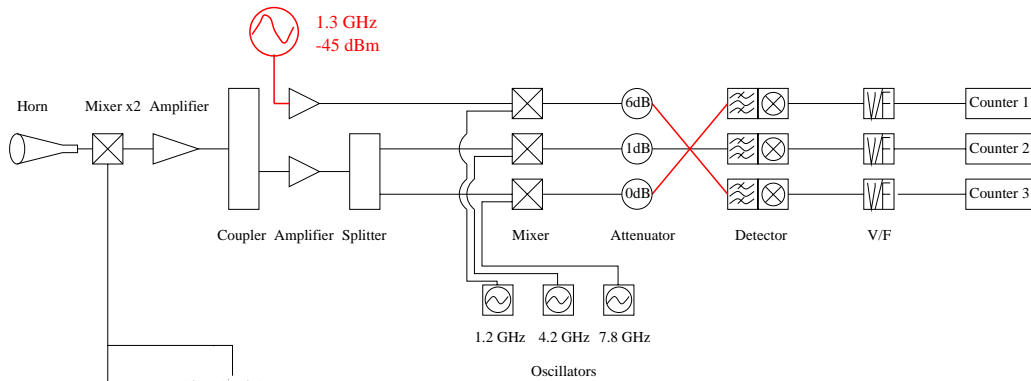 1.3 GHz
-45 dBm
Horn
Mixer x2
Amplifier
6dB
Counter 1
1dB
Counter 2
0dB
Counter 3
Coupler
Amplifier
Splitter
Mixer
Attenuator
Detector
V/F
1.2 GHz
4.2 GHz
7.8 GHz
Oscillators